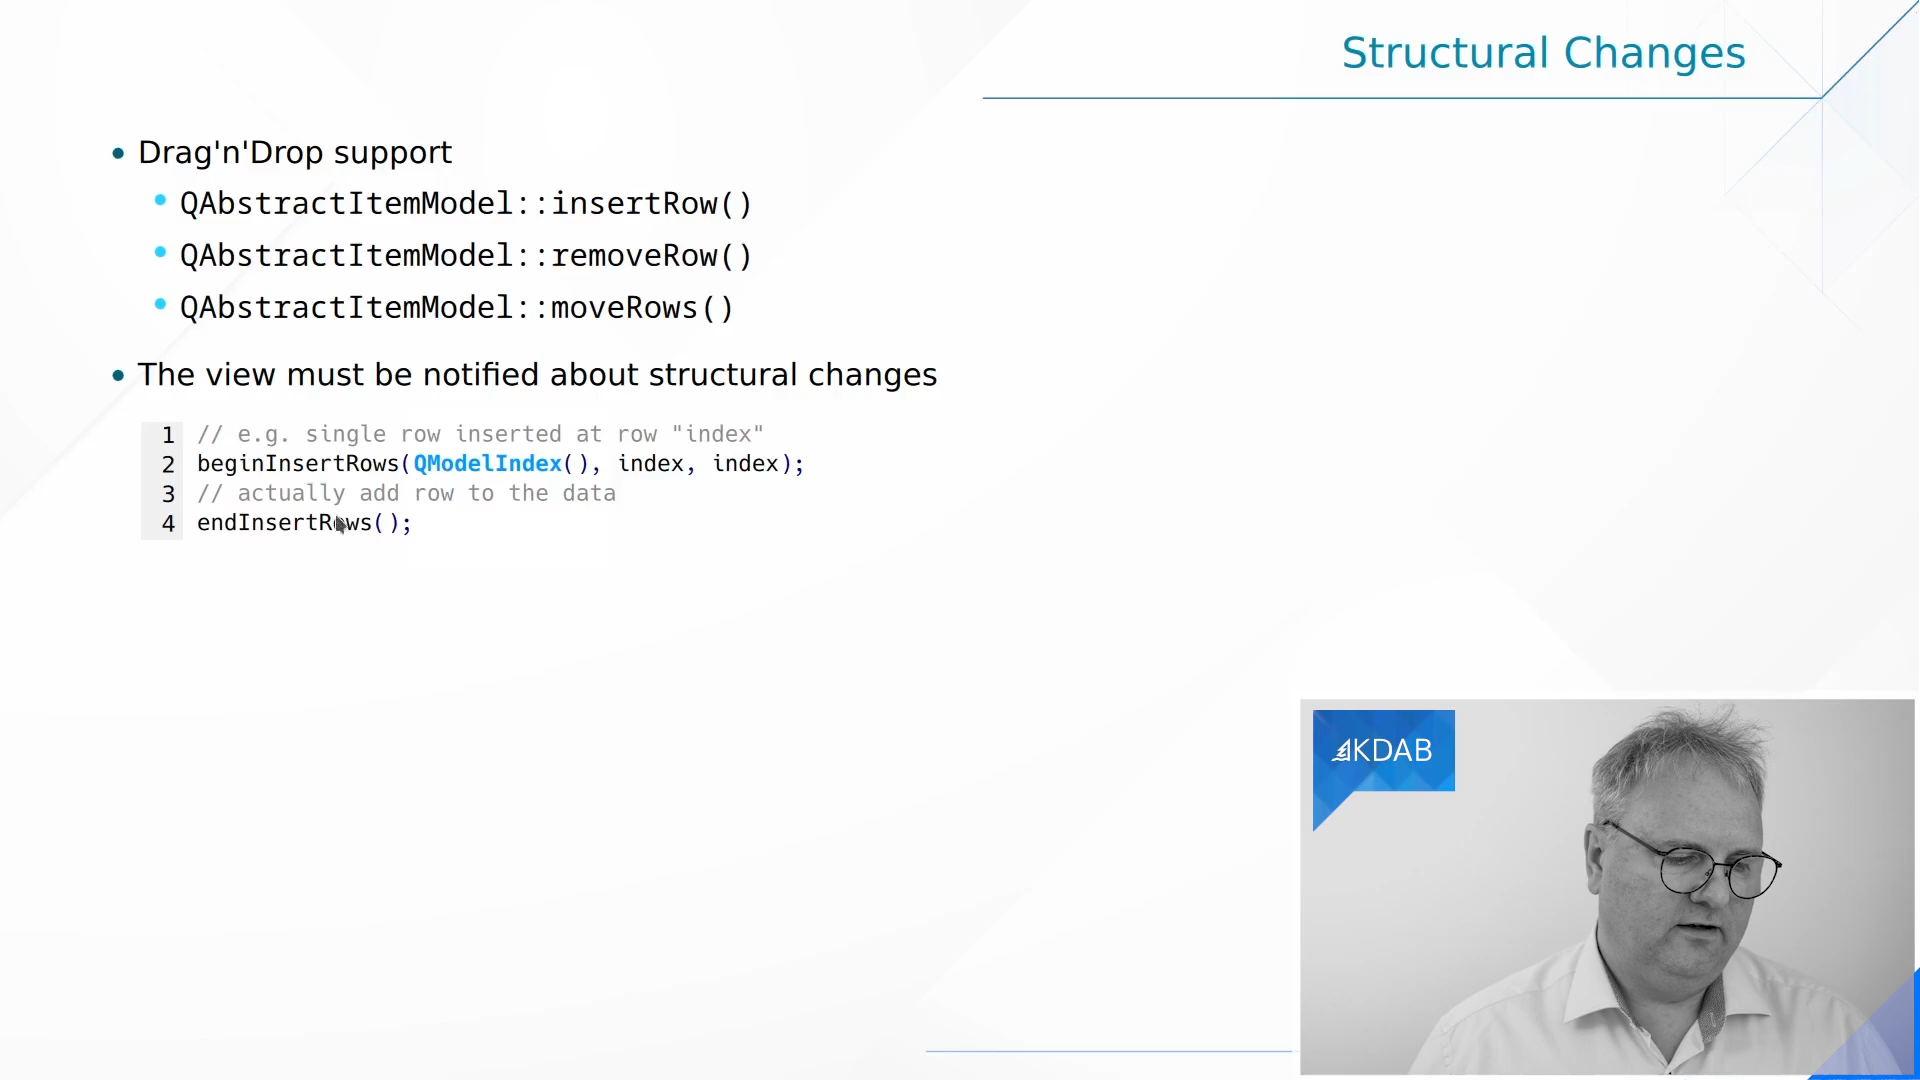 Structural Changes
Drag'n'Drop support
QAbstractItemModel::insertRow()
QAbstractItemModel::removeRow()
QAbstractItemModel::moveRows()
The view must be notified about structural changes
1 // e.g. single row inserted at row "index"
2 beginInsertRows(QModelIndex(), index, index);
3 // actually add row to the data
4 endInsertRows();
KDAB